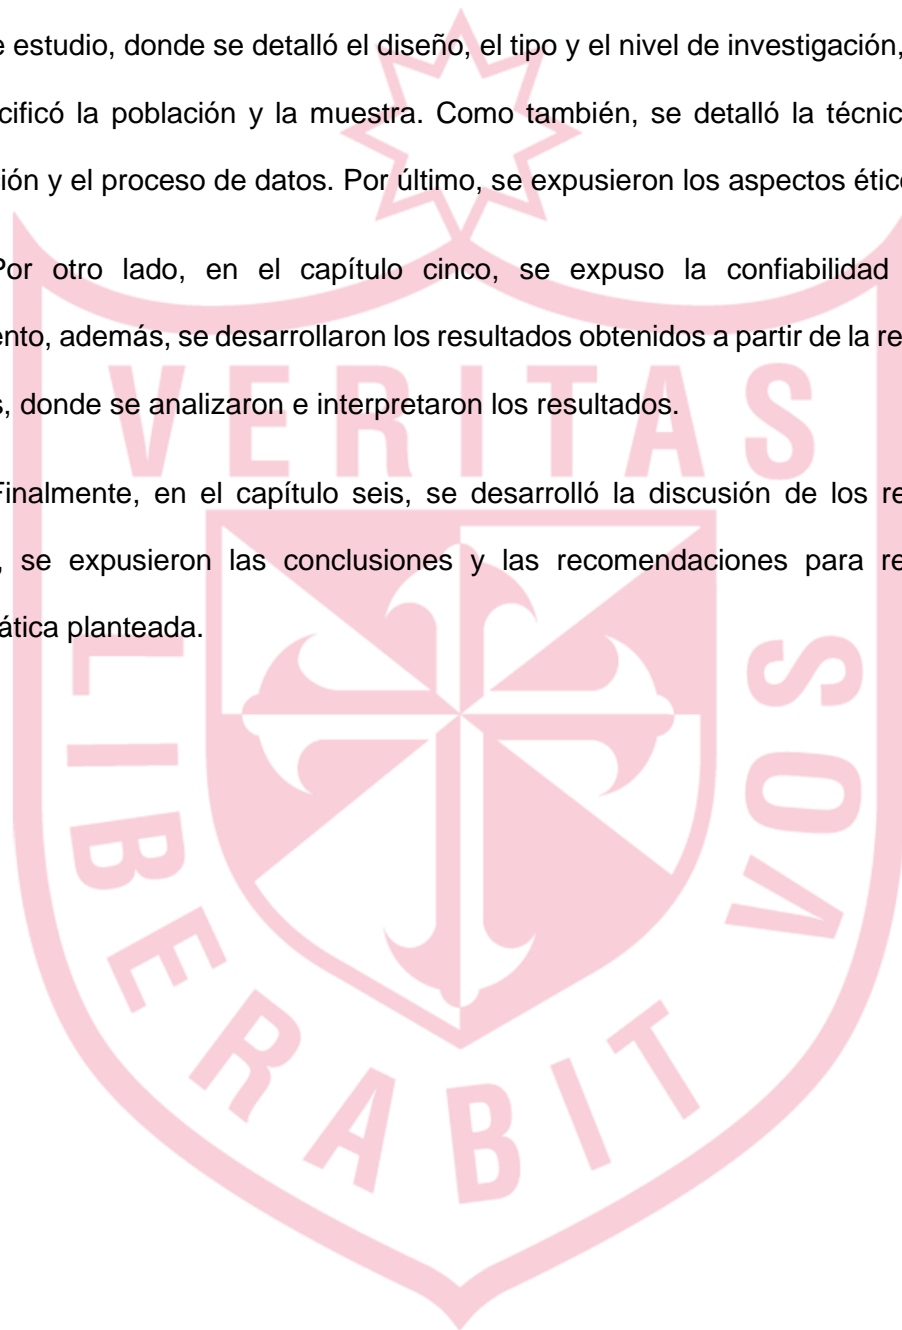 e estudio, donde se detalló el diseño, el tipo y el nivel de investigación,
cificó la población y la muestra. Como también, se detalló la técnic
ión y el proceso de datos. Por último, se expusieron los aspectos étic
Por otro lado, en el capítulo cinco, se expuso la confiabilidad
ento, además, se desarrollaron los resultados obtenidos a partir de la re
s, donde se analizaron e interpretaron los resultados.
Finalmente, en el capítulo seis, se desarrolló la discusión de los re
, se expusieron las conclusiones y las recomendaciones para re
ática planteada.
VERITAS
LIBERABIT
VOS